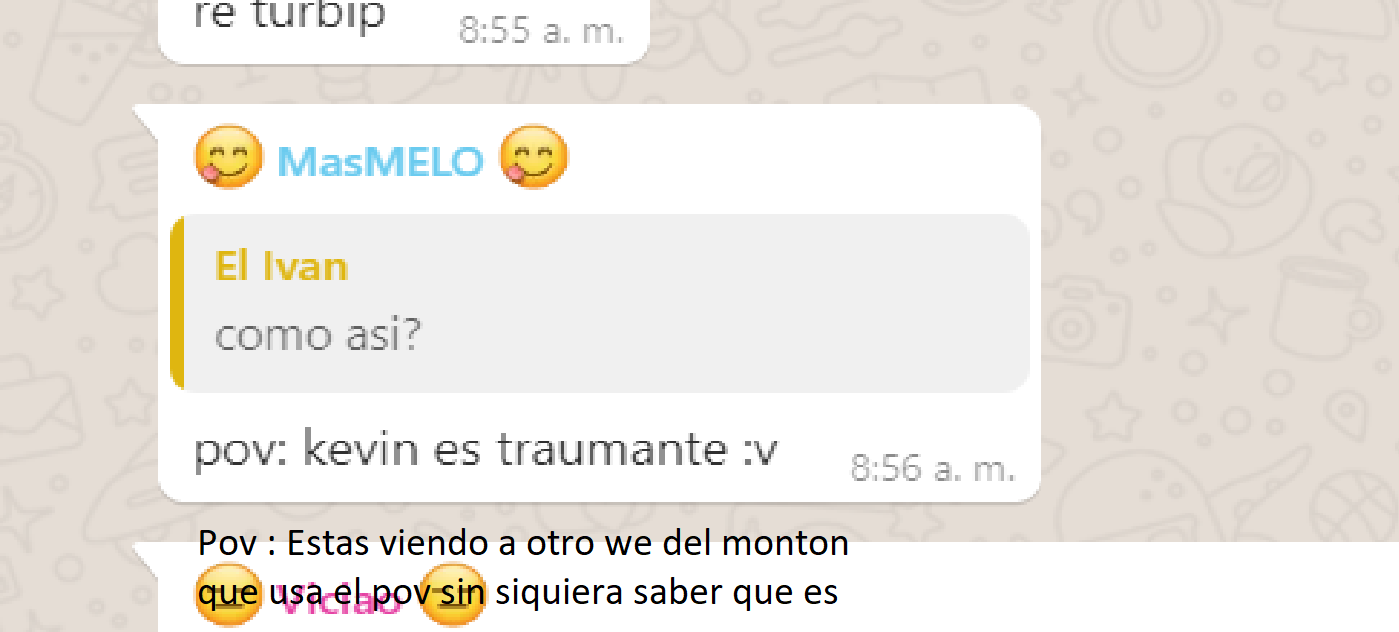 re turbip
8:55 a. m.
MasMELO
El Ivan
como asi?
pov: kevin es traumante :v
8:56 a. m.
Pov : Estas viendo a otro we del monton
que usa el pov sin siquiera saber que es
Viciao